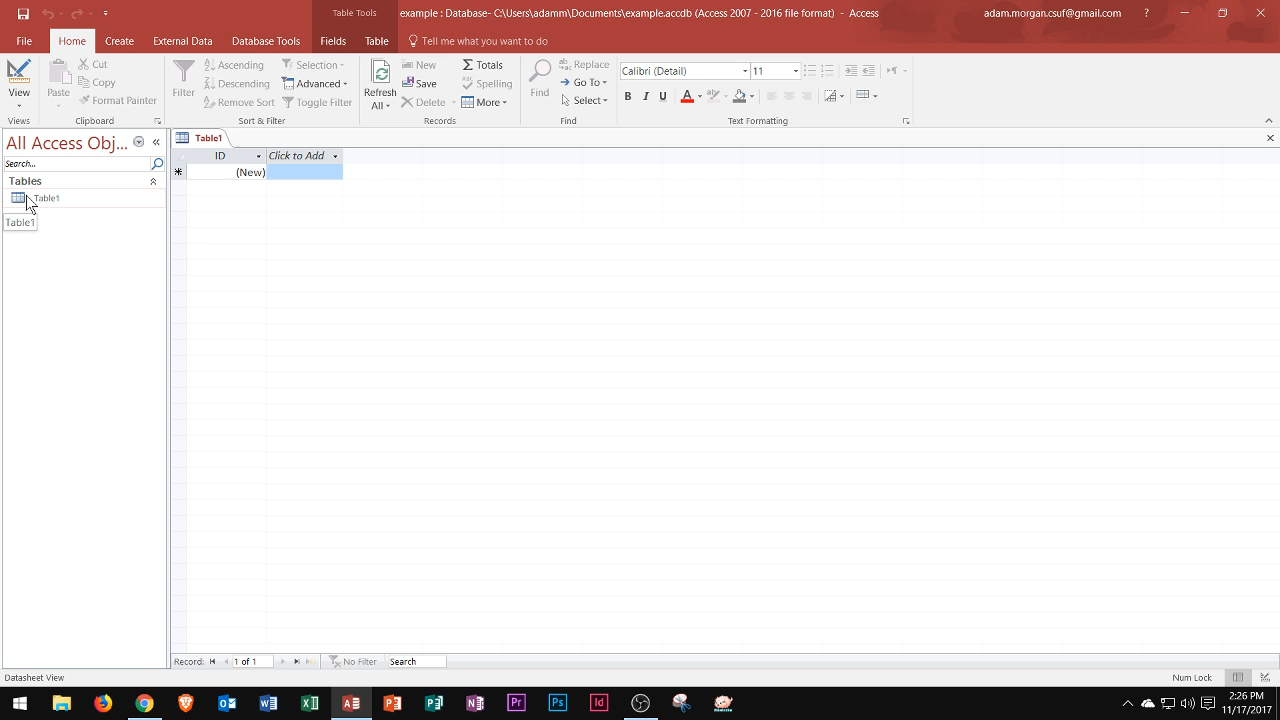 Table Tools
example : Database- C:\Users\adamm\Documents\example.accdb (Access 2007 - 2016 file format) - Access
adam.morgan.csuf@gmail.com
?
File
Home
Create
External Data
Database Tools
Fields
Table
Tell me what you want to do
View
Views
Paste
Cut
Copy
Format Painter
Clipboard
Filter
Ascending
Descending
Remove Sort
Selection
Advanced
Toggle Filter
Sort & Filter
Refresh
All
New
Save
Delete
Totals
Spelling
More
Records
Find
Replace
Go To
Select
Find
Calibri (Detail)
11
B I U A
Text Formatting
All Access Obj...
Search...
Tables
Table1
Table1
Table1
ID
Click to Add
(New)
Record:
1 of 1
No Filter
Search
Datasheet View
Num Lock
2:26 PM
11/17/2017